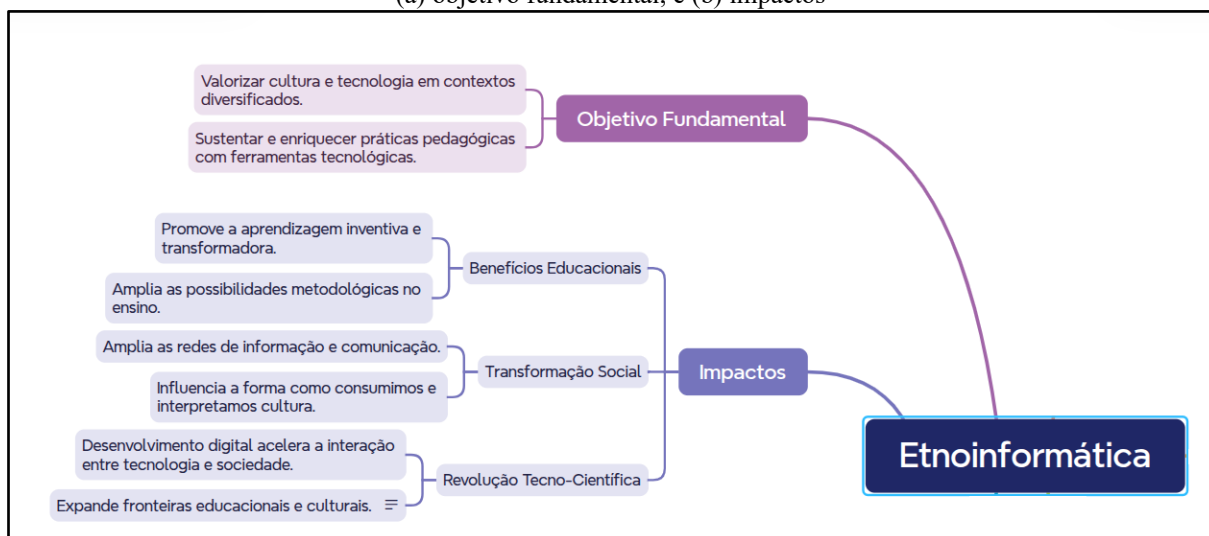 (a) objetivo fundamental, e (b) impactos
Valorizar cultura e tecnologia em contextos
diversificados.
Sustentar e enriquecer práticas pedagógicas
com ferramentas tecnológicas.
Objetivo Fundamental
Promove a aprendizagem inventiva e
transformadora.
Amplia as possibilidades metodológicas no
ensino.
Benefícios Educacionais
Amplia as redes de informação e comunicação.
Influencia a forma como consumimos e
interpretamos cultura.
Transformação Social
Impactos
Desenvolvimento digital acelera a interação
entre tecnologia e sociedade.
Expande fronteiras educacionais e culturais.
Revolução Tecno-Científica
Etnoinformática